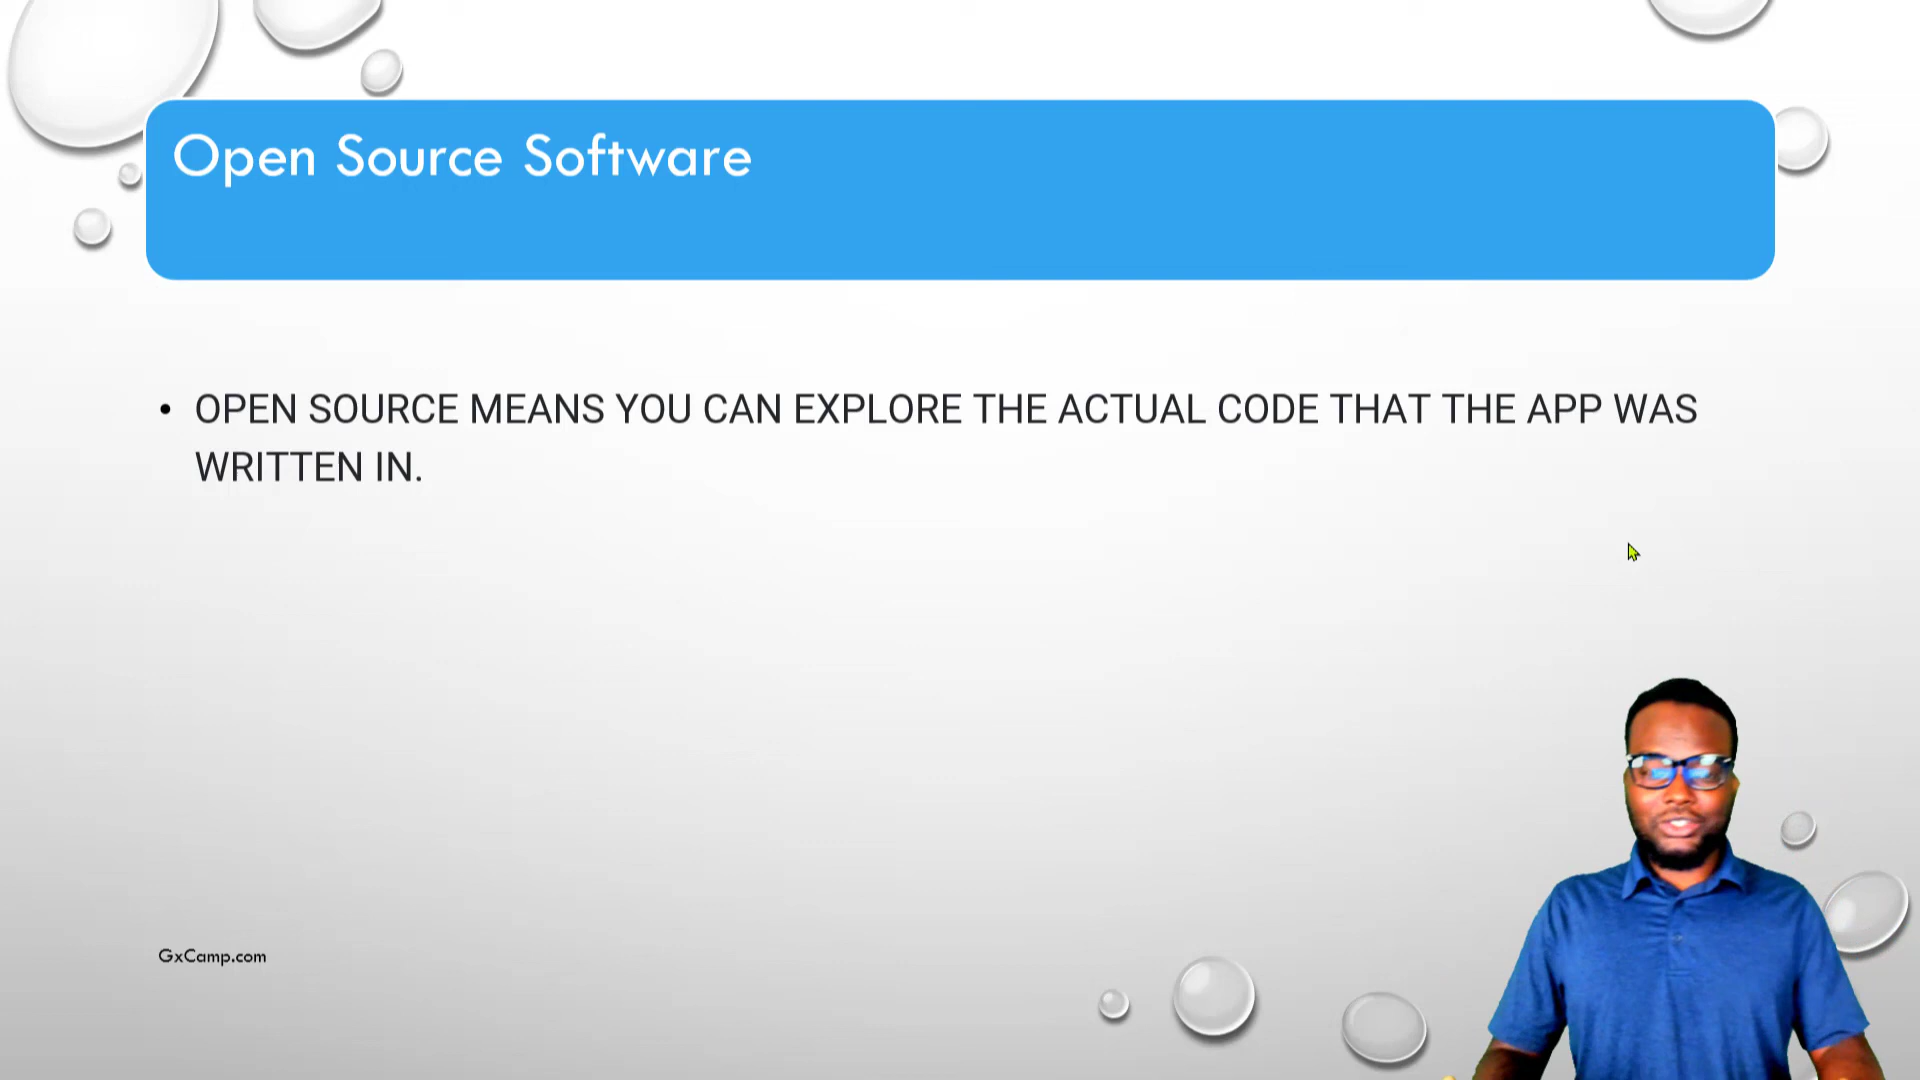 Open Source Software
• OPEN SOURCE MEANS YOU CAN EXPLORE THE ACTUAL CODE THAT THE APP WAS
WRITTEN IN.
GxCamp.com